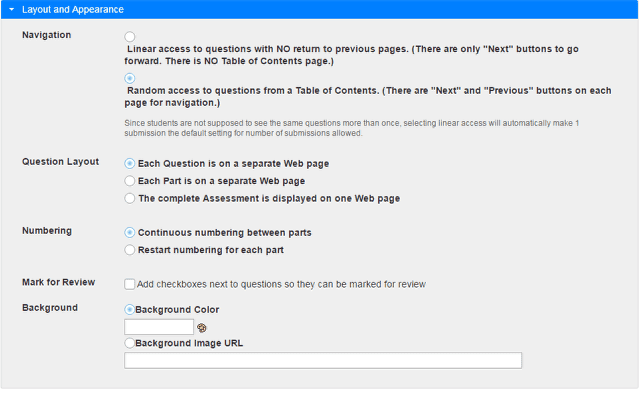 Layout and Appearance
Navigation
Linear access to questions with NO return to previous pages. (There are only "Next" buttons to go
forward. There is NO Table of Contents page.)
Random access to questions from a Table of Contents. (There are "Next" and "Previous" buttons on each
page for navigation.)
Since students are not supposed to see the same questions more than once, selecting linear access will automatically make 1
submission the default setting for number of submissions allowed.
Question Layout
Each Question is on a separate Web page
Each Part is on a separate Web page
The complete Assessment is displayed on one Web page
Numbering
Continuous numbering between parts
Restart numbering for each part
Mark for Review
Add checkboxes next to questions so they can be marked for review
Background
Background Color
Background Image URL